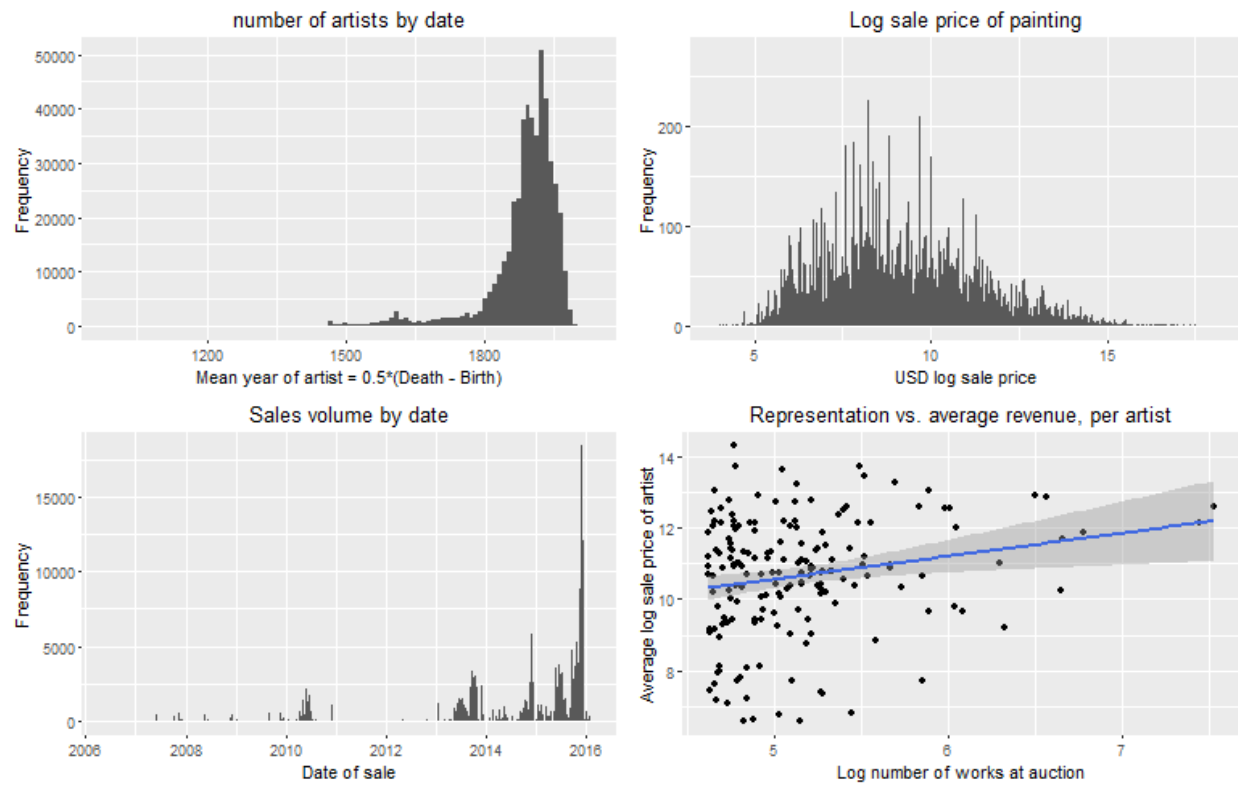 number of artists by date
50000
40000
30000
20000
10000
0
Frequency
1200 1500 1800
Mean year of artist = 0.5*(Death - Birth)
Log sale price of painting
200
100
0
Frequency
5 10 15
USD log sale price
Sales volume by date
15000
10000
5000
0
Frequency
2006 2008 2010 2012 2014 2016
Date of sale
Representation vs. average revenue, per artist
14
12
10
8
Average log sale price of artist
5 6 7
Log number of works at auction